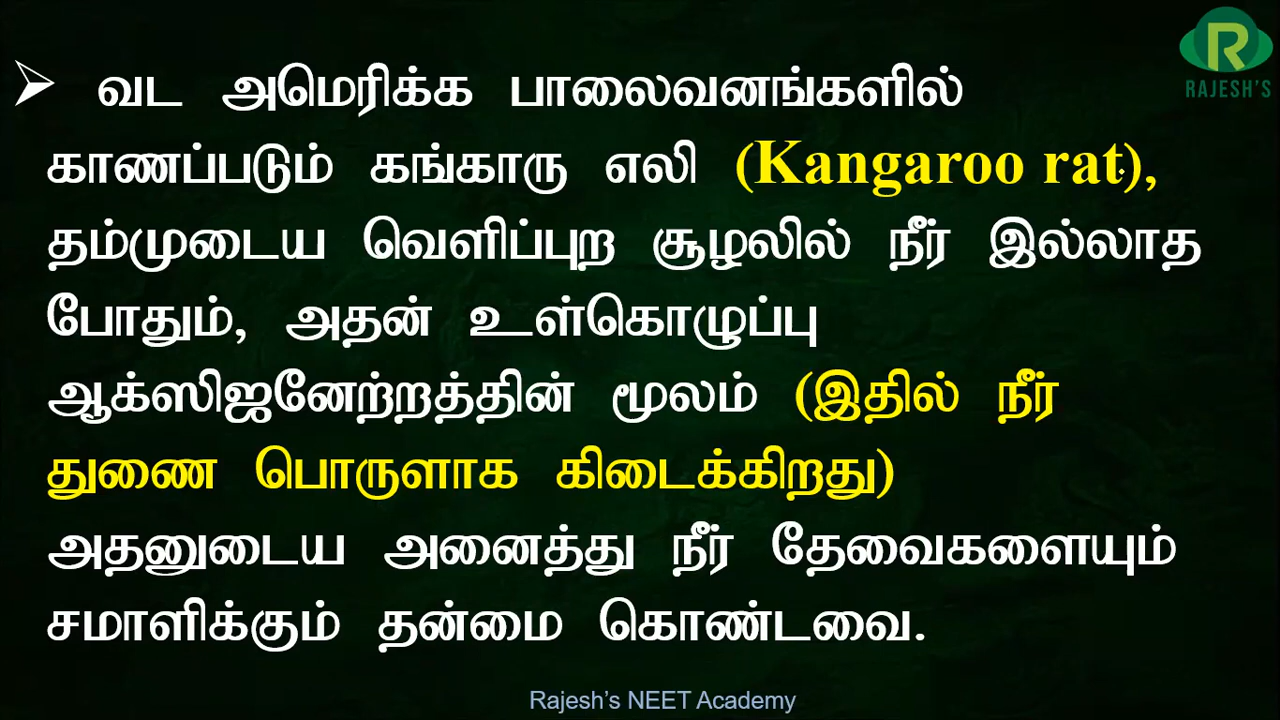 R
RAJESH'S
➢ வட அமெரிக்க பாலைவனங்களில்
காணப்படும் கங்காரு எலி (Kangaroo rat),
தம்முடைய வெளிப்புற சூழலில் நீர் இல்லாத
போதும், அதன் உள்கொழுப்பு
ஆக்ஸிஜனேற்றத்தின் மூலம் (இதில் நீர்
துணை பொருளாக கிடைக்கிறது)
அதனுடைய அனைத்து நீர் தேவைகளையும்
சமாளிக்கும் தன்மை கொண்டவை.
Rajesh's NEET Academy